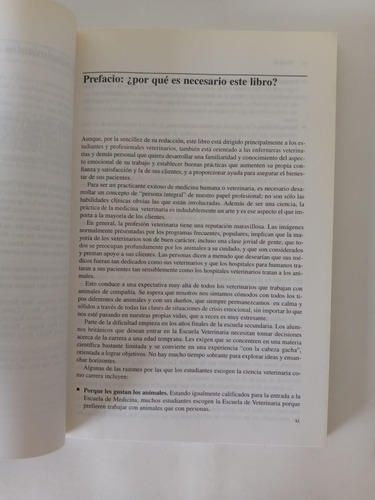 Prefacio: ¿por qué es necesario este libro?
Aunque, por la sencillez de su redacción, este libro está dirigido principalmente a los es-
tudiantes y profesionales veterinarios, también está orientado a las enfermeras veterina-
rias y demás personal que quiera desarrollar una familiaridad y conocimiento del aspec-
to emocional de su trabajo y establecer buenas prácticas que aumenten su propia con-
fianza y satisfacción y la de sus clientes, y a proporcionar ayuda para asegurar el bienes-
tar de sus pacientes.
Para ser un practicante exitoso de medicina humana o veterinaria, es necesario desa-
rrollar un concepto de "persona integral" de nuestro papel profesional; no son sólo las
habilidades clínicas obvias las que están involucradas. Además de ser una ciencia, la
práctica de la medicina veterinaria es indudablemente un arte y es ese aspecto el que im-
porta a la mayoría de los clientes.
En general, la profesión veterinaria tiene una reputación maravillosa. Las imágenes
normalmente presentadas por los programas frecuentes, populares, implican que la ma-
yoría de los veterinarios son de buen carácter, incluso una clase jovial de gente, que to-
dos se preocupan profundamente por los animales a su cuidado, y que son considerados
y prestan apoyo a sus clientes. Las personas dicen a menudo que desearían que sus mé-
dicos fueran tan dedicados como sus veterinarios y que los hospitales para humanos tra-
taran a sus pacientes tan sensiblemente como los hospitales veterinarios tratan a los ani-
males.
Esto conduce a una expectativa muy alta de todos los veterinarios que trabajan con
animales de compañía. Se espera que nosotros nos sintamos cómodos con todos los ti-
pos diferentes de animales y con sus dueños, que siempre permanezcamos en calma y
sólidos a través de todas las clases de situaciones de crisis emocional, sin importar lo que
nos esté pasando en nuestras propias vidas, que a veces es muy estresante.
Parte de la dificultad empieza en los años finales de la escuela secundaria. Los alum-
nos británicos que desean entrar en la Escuela Veterinaria necesitan tomar decisiones
acerca de la carrera a una edad temprana. Les exigen que se concentren en una materia
científica bastante limitada y se convierte en una experiencia "con la cabeza gacha",
orientada a lograr objetivos. No hay mucho tiempo sobrante para explorar ideas y ensan-
char horizontes.
Algunas de las razones por las que los estudiantes escogen la ciencia veterinaria co-
mo carrera incluyen:
• Porque les gustan los animales. Estando igualmente calificados para la entrada a la
Escuela de Medicina, muchos estudiantes escogen la Escuela de Veterinaria porque
prefieren trabajar con animales que con personas.
xi